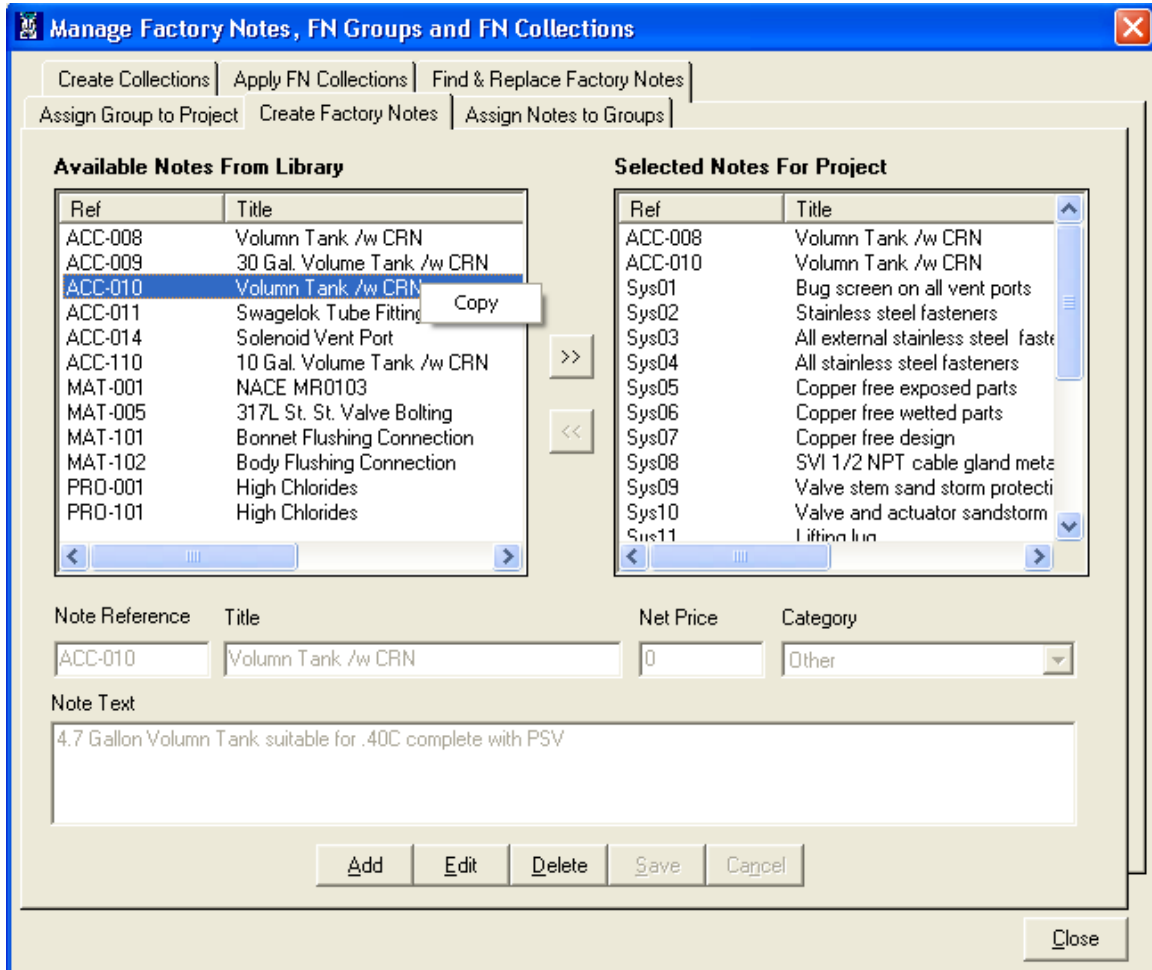 Manage Factory Notes, FN Groups and FN Collections
Create Collections Apply FN Collections Find & Replace Factory Notes
Assign Group to Project Create Factory Notes Assign Notes to Groups
Available Notes From Library Selected Notes For Project
Ref Title Ref Title
ACC-008 Volumn Tank /w CRN ACC-008 Volumn Tank /w CRN
ACC-009 30 Gal. Volume Tank /w CRN ACC-010 Volumn Tank /w CRN
ACC-010 Volumn Tank /w CRN Sys01 Bug screen on all vent ports
ACC-011 Swagelok Tube Fitting Copy Sys02 Stainless steel fasteners
ACC-014 Solenoid Vent Port Sys03 All external stainless steel faste
ACC-110 10 Gal. Volume Tank /w CRN >> Sys04 All stainless steel fasteners
MAT-001 NACE MR0103 Sys05 Copper free exposed parts
MAT-005 317L St. St. Valve Bolting Sys06 Copper free wetted parts
MAT-101 Bonnet Flushing Connection << Sys07 Copper free design
MAT-102 Body Flushing Connection Sys08 SVI 1/2 NPT cable gland meta
PRO-001 High Chlorides Sys09 Valve stem sand storm protecti
PRO-101 High Chlorides Sys10 Valve and actuator sandstorm
Sys11 Lifting lug
Note Reference Title Net Price Category
ACC-010 Volumn Tank /w CRN 0 Other
Note Text
4.7 Gallon Volumn Tank suitable for .40C complete with PSV
Add Edit Delete Save Cancel
Close